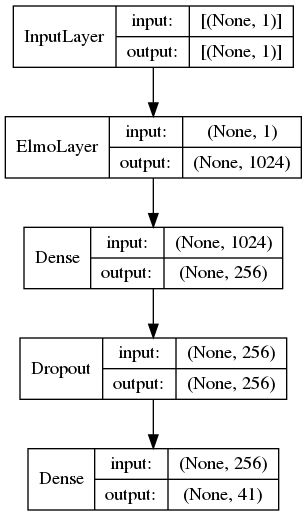 InputLayer
input: [(None, 1)]
output: [(None, 1)]
ElmoLayer
input: (None, 1)
output: (None, 1024)
Dense
input: (None, 1024)
output: (None, 256)
Dropout
input: (None, 256)
output: (None, 256)
Dense
input: (None, 256)
output: (None, 41)